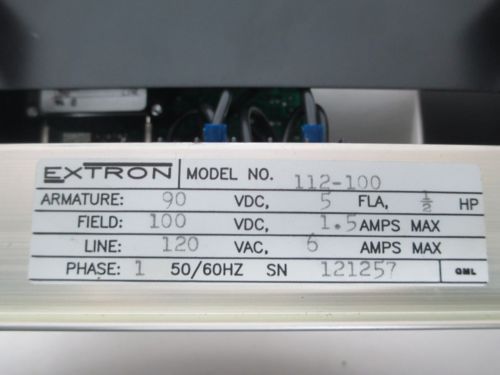 EXTRON MODEL NO. 112-100
ARMATURE: 90 VDC, 5 FLA, 1/2 HP
FIELD: 100 VDC, 1.5 AMPS MAX
LINE: 120 VAC, 6 AMPS MAX
PHASE: 1 50/60HZ SN 121257 QML